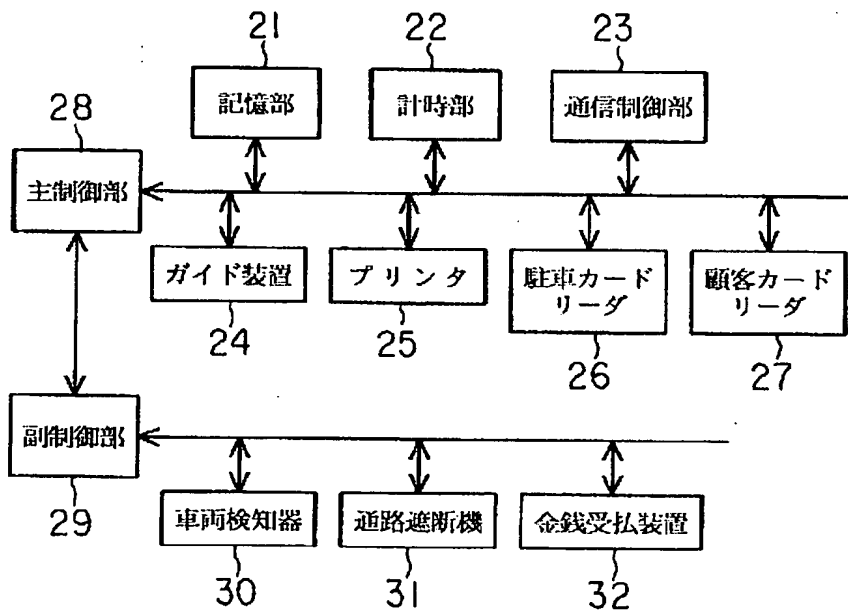 21
22
23
記憶部
計時部
通信制御部
28
主制御部
ガイド装置
プリンタ
駐車カード
リーダ
顧客カード
リーダ
24
25
26
27
副制御部
29
車両検知器
通路遮断機
金銭受払装置
30
31
32